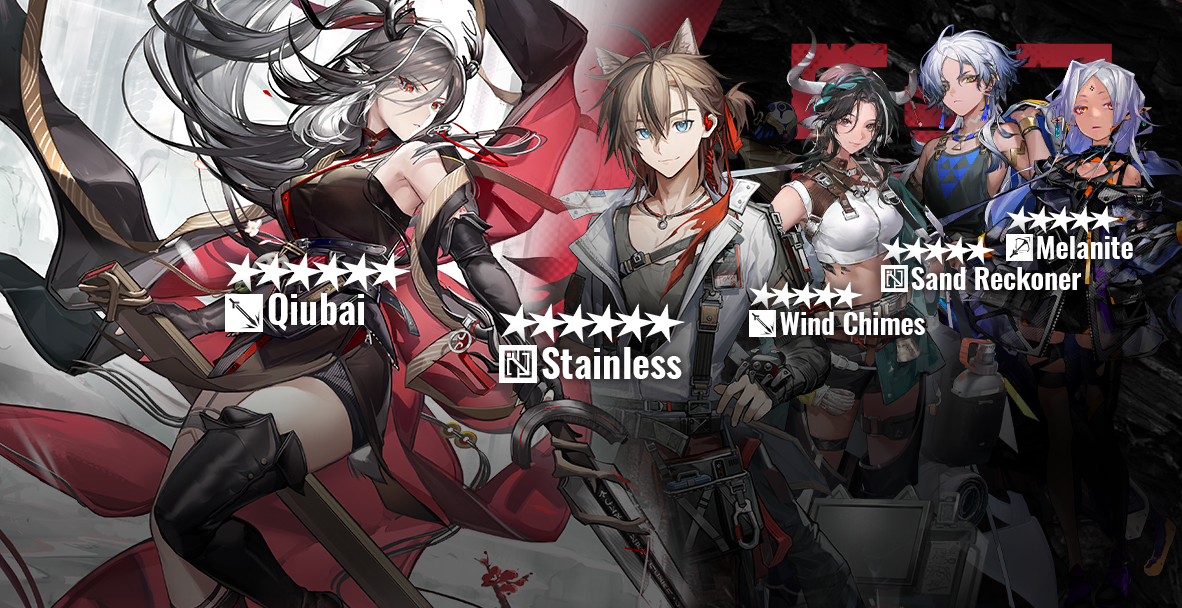 ★★★★★★
Qiubai
★★★★★★
Stainless
★★★★★
Wind Chimes
★★★★★
Sand Reckoner
★★★★★
Melanite